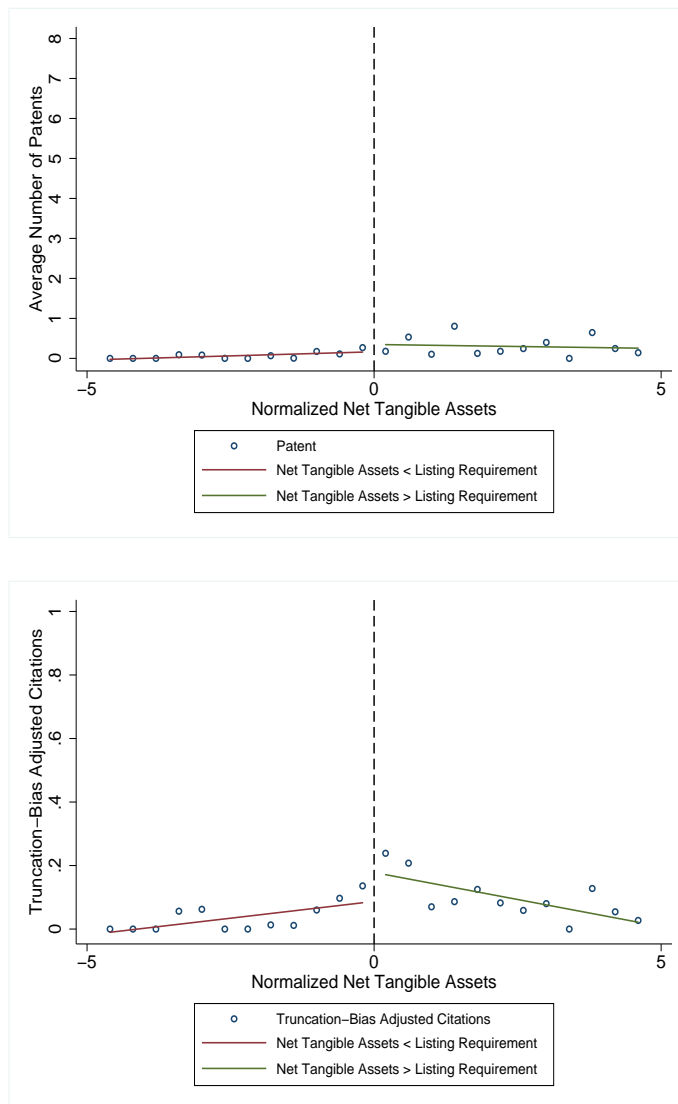 Average Number of Patents
8
7
6
5
4
3
2
1
0
−5 0 5
Normalized Net Tangible Assets
Patent
Net Tangible Assets < Listing Requirement
Net Tangible Assets > Listing Requirement
Truncation−Bias Adjusted Citations
1
.8
.6
.4
.2
0
−5 0 5
Normalized Net Tangible Assets
Truncation−Bias Adjusted Citations
Net Tangible Assets < Listing Requirement
Net Tangible Assets > Listing Requirement